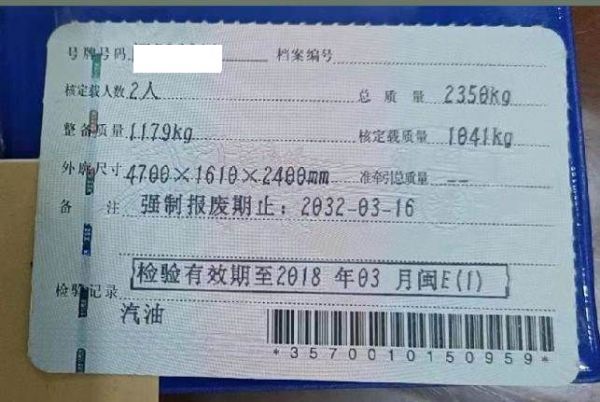 号牌号码 档案编号
核定载人数 2人 总质量 2350kg
整备质量 1179kg 核定载质量 1041kg
外廓尺寸 4700×1610×2400mm 准牵引总质量 --
备注 强制报废期止：2032-03-16
检验有效期至2018 年03 月闽E(1)
检验记录
汽油
*3570010150959*